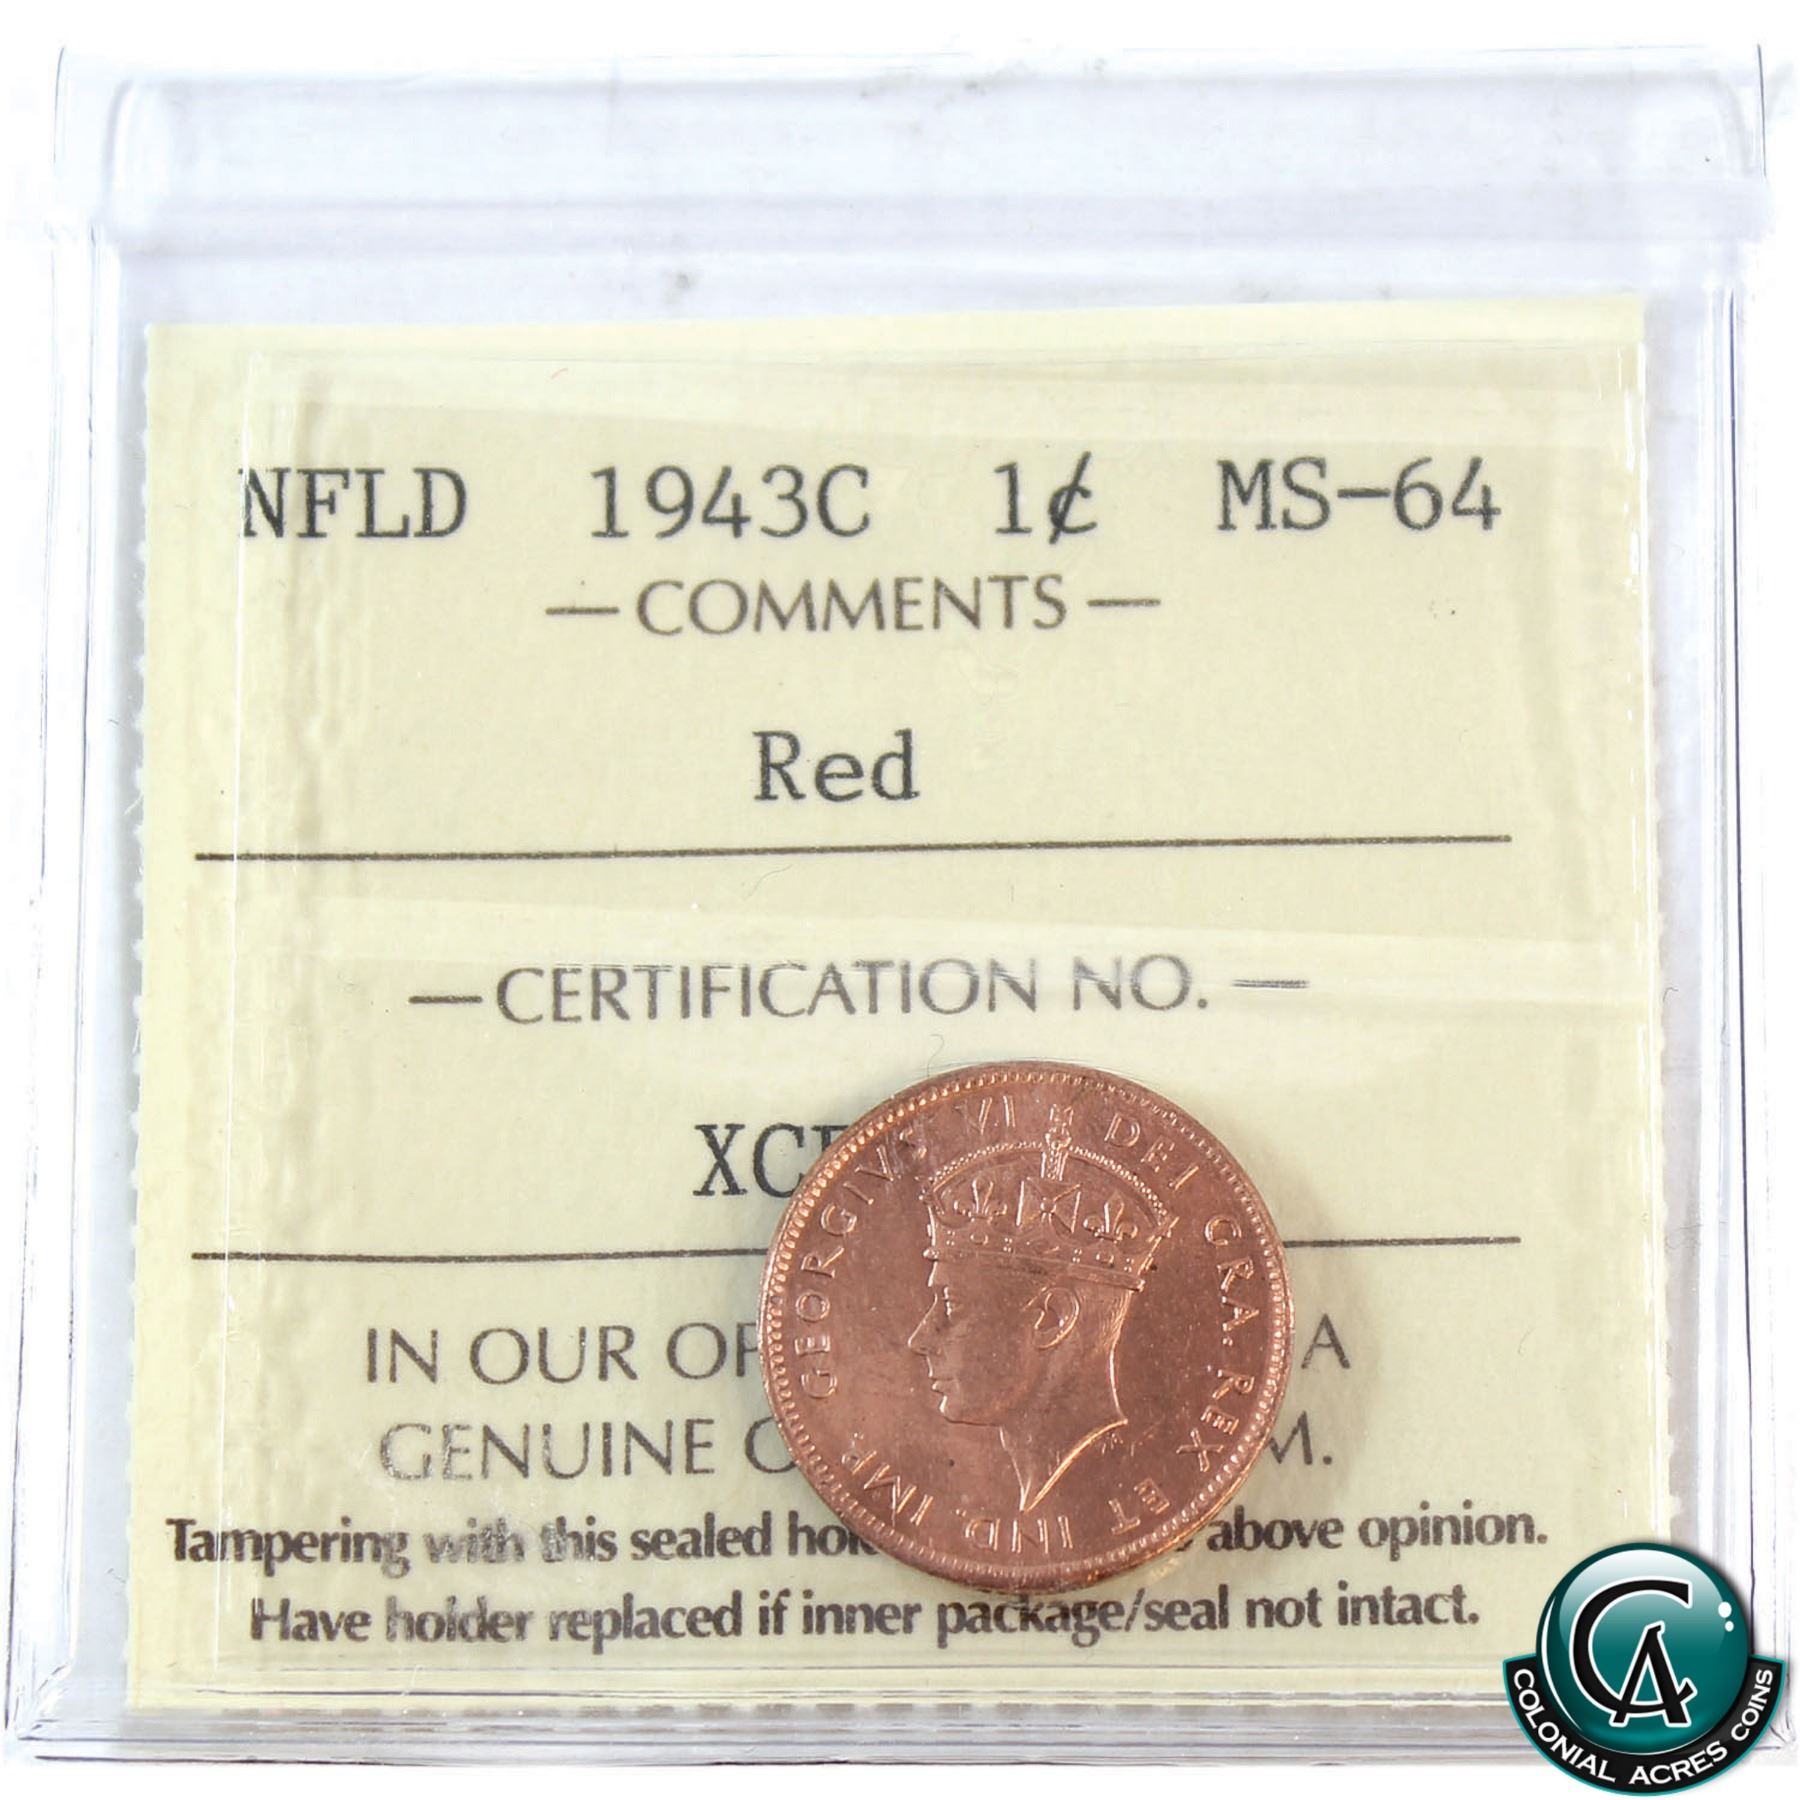 NFLD 1943C 1¢ MS-64
— COMMENTS —
Red
— CERTIFICATION NO. —
XC
IN OUR OP A
GENUINE M.
Tampering with this sealed above opinion.
Have holder replaced if inner package/seal not intact.
GEORGIVS VI DEI GRA. REX ET IND. IMP.
CA
COLONIAL ACRES COINS